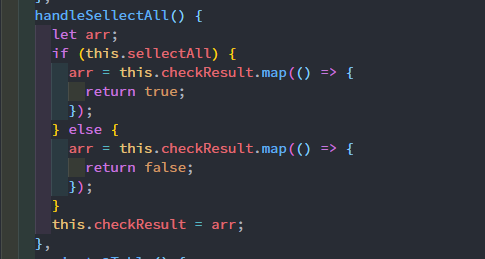 handleSellectAll() {
let arr;
if (this.sellectAll) {
arr = this.checkResult.map(() => {
return true;
});
} else {
arr = this.checkResult.map(() => {
return false;
});
}
this.checkResult = arr;
},